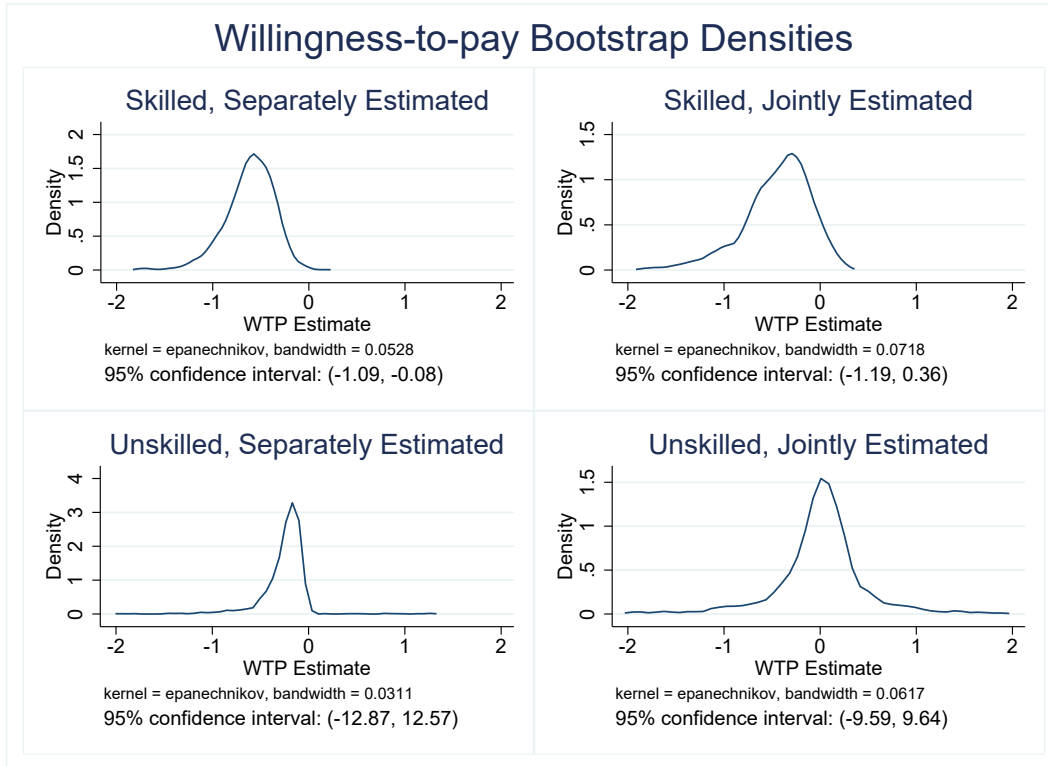 Willingness-to-pay Bootstrap Densities
Skilled, Separately Estimated
Density
2
1.5
1
.5
0
-2 -1 0 1 2
WTP Estimate
kernel = epanechnikov, bandwidth = 0.0528
95% confidence interval: (-1.09, -0.08)
Skilled, Jointly Estimated
Density
1.5
1
.5
0
-2 -1 0 1 2
WTP Estimate
kernel = epanechnikov, bandwidth = 0.0718
95% confidence interval: (-1.19, 0.36)
Unskilled, Separately Estimated
Density
4
3
2
1
0
-2 -1 0 1 2
WTP Estimate
kernel = epanechnikov, bandwidth = 0.0311
95% confidence interval: (-12.87, 12.57)
Unskilled, Jointly Estimated
Density
1.5
1
.5
0
-2 -1 0 1 2
WTP Estimate
kernel = epanechnikov, bandwidth = 0.0617
95% confidence interval: (-9.59, 9.64)